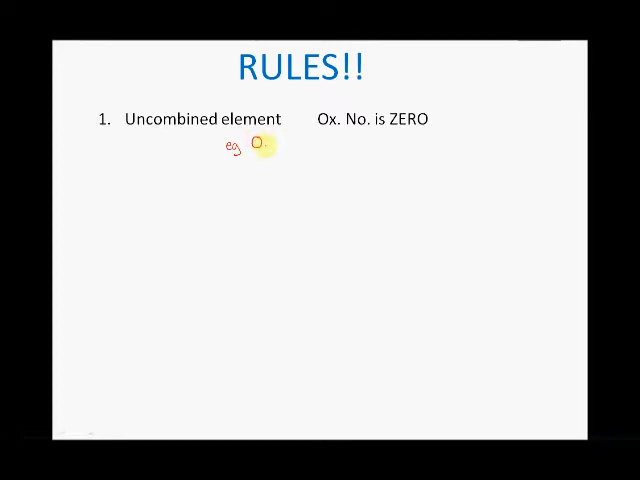 RULES!!
1. Uncombined element Ox. No. is ZERO
eg O